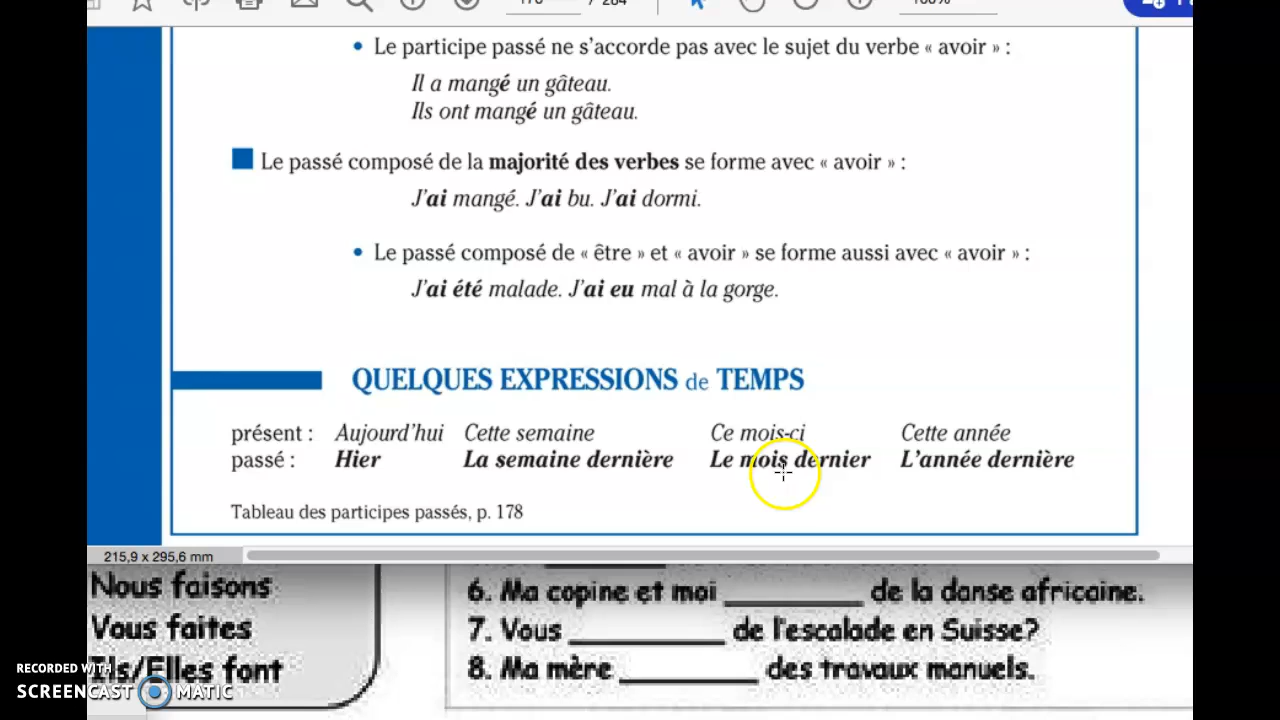 Le participe passé ne s'accorde pas avec le sujet du verbe « avoir » :
Il a mangé un gâteau.
Ils ont mangé un gâteau.
Le passé composé de la majorité des verbes se forme avec « avoir » :
J'ai mangé. J'ai bu. J'ai dormi.
Le passé composé de « être » et « avoir » se forme aussi avec « avoir » :
J'ai été malade. J'ai eu mal à la gorge.
QUELQUES EXPRESSIONS de TEMPS
présent : Aujourd'hui Cette semaine Ce mois-ci Cette année
passé : Hier La semaine dernière Le mois dernier L'année dernière
Tableau des participes passés, p. 178
215,9 x 295,6 mm
Nous faisons
Vous faites
Ils/Elles font
6. Ma copine et moi ________ de la danse africaine.
7. Vous ________ de l'escalade en Suisse?
8. Ma mère ________ des travaux manuels.
RECORDED WITH
SCREENCAST MATIC